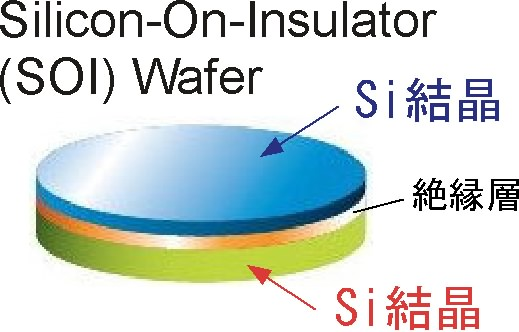 Silicon-On-Insulator
(SOI) Wafer
Si結晶
絶縁層
Si結晶